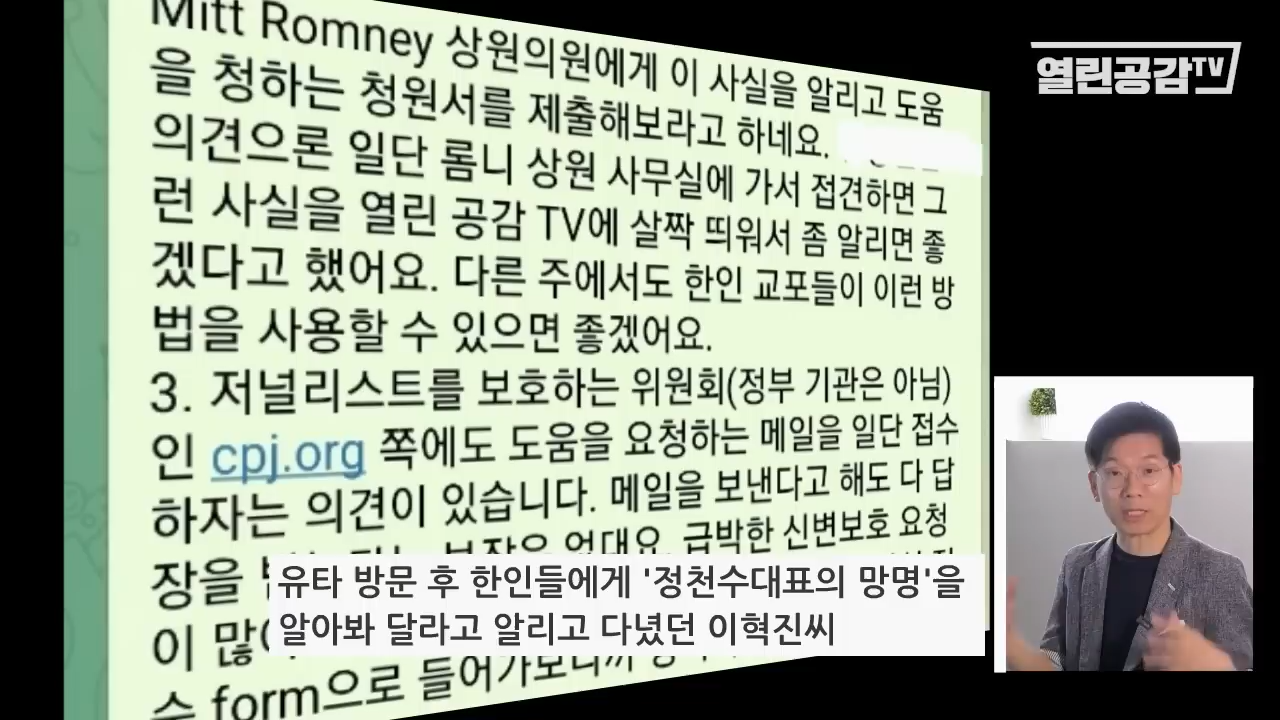 Mitt Romney 상원의원에게 이 사실을 알리고 도움
을 청하는 청원서를 제출해보라고 하네요.
의견으론 일단 롬니 상원 사무실에 가서 접견하면 그
런 사실을 열린 공감 TV에 살짝 띄워서 좀 알리면 좋
겠다고 했어요. 다른 주에서도 한인 교포들이 이런 방
법을 사용할 수 있으면 좋겠어요.
3. 저널리스트를 보호하는 위원회(정부 기관은 아님)
인 cpj.org 쪽에도 도움을 요청하는 메일을 일단 접수
하자는 의견이 있습니다. 메일을 보낸다고 해도 다 답
장을 보장은 없대요. 급박한 신변보호 요청
이 많
form으로 들어가보니까
유타 방문 후 한인들에게 '정천수대표의 망명'을
알아봐 달라고 알리고 다녔던 이혁진씨
열린공감TV